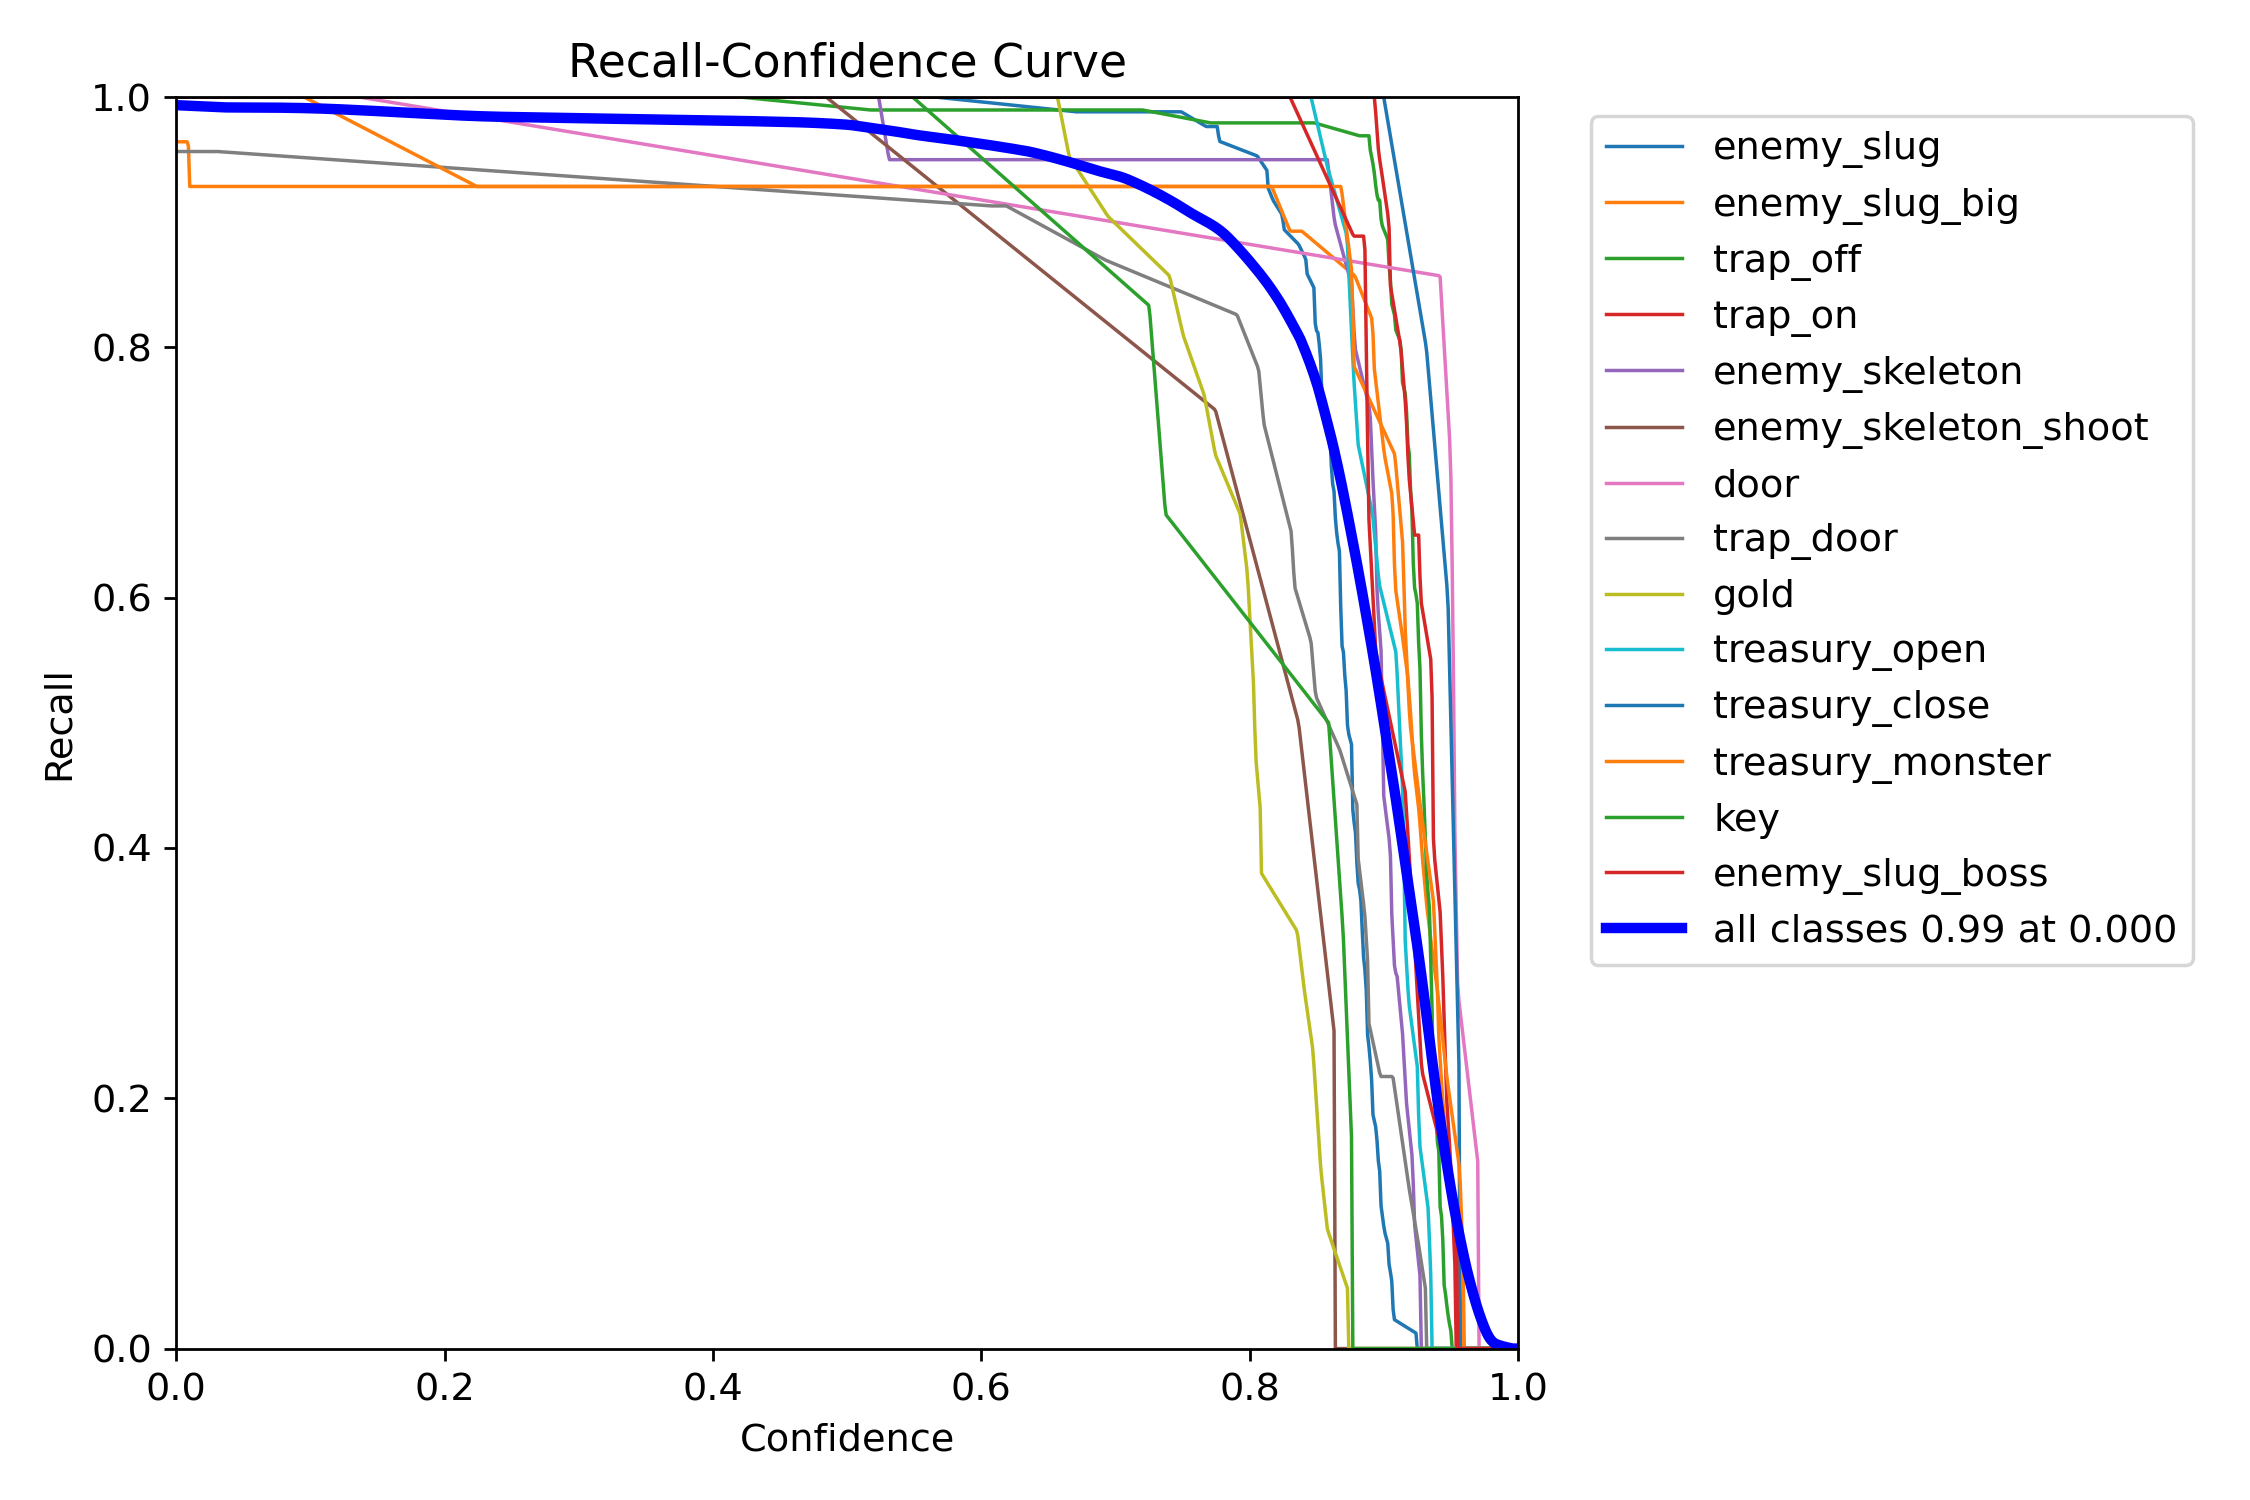 Recall-Confidence Curve
1.0
0.8
0.6
0.4
0.2
0.0
Recall
0.0 0.2 0.4 0.6 0.8 1.0
Confidence
enemy_slug
enemy_slug_big
trap_off
trap_on
enemy_skeleton
enemy_skeleton_shoot
door
trap_door
gold
treasury_open
treasury_close
treasury_monster
key
enemy_slug_boss
all classes 0.99 at 0.000